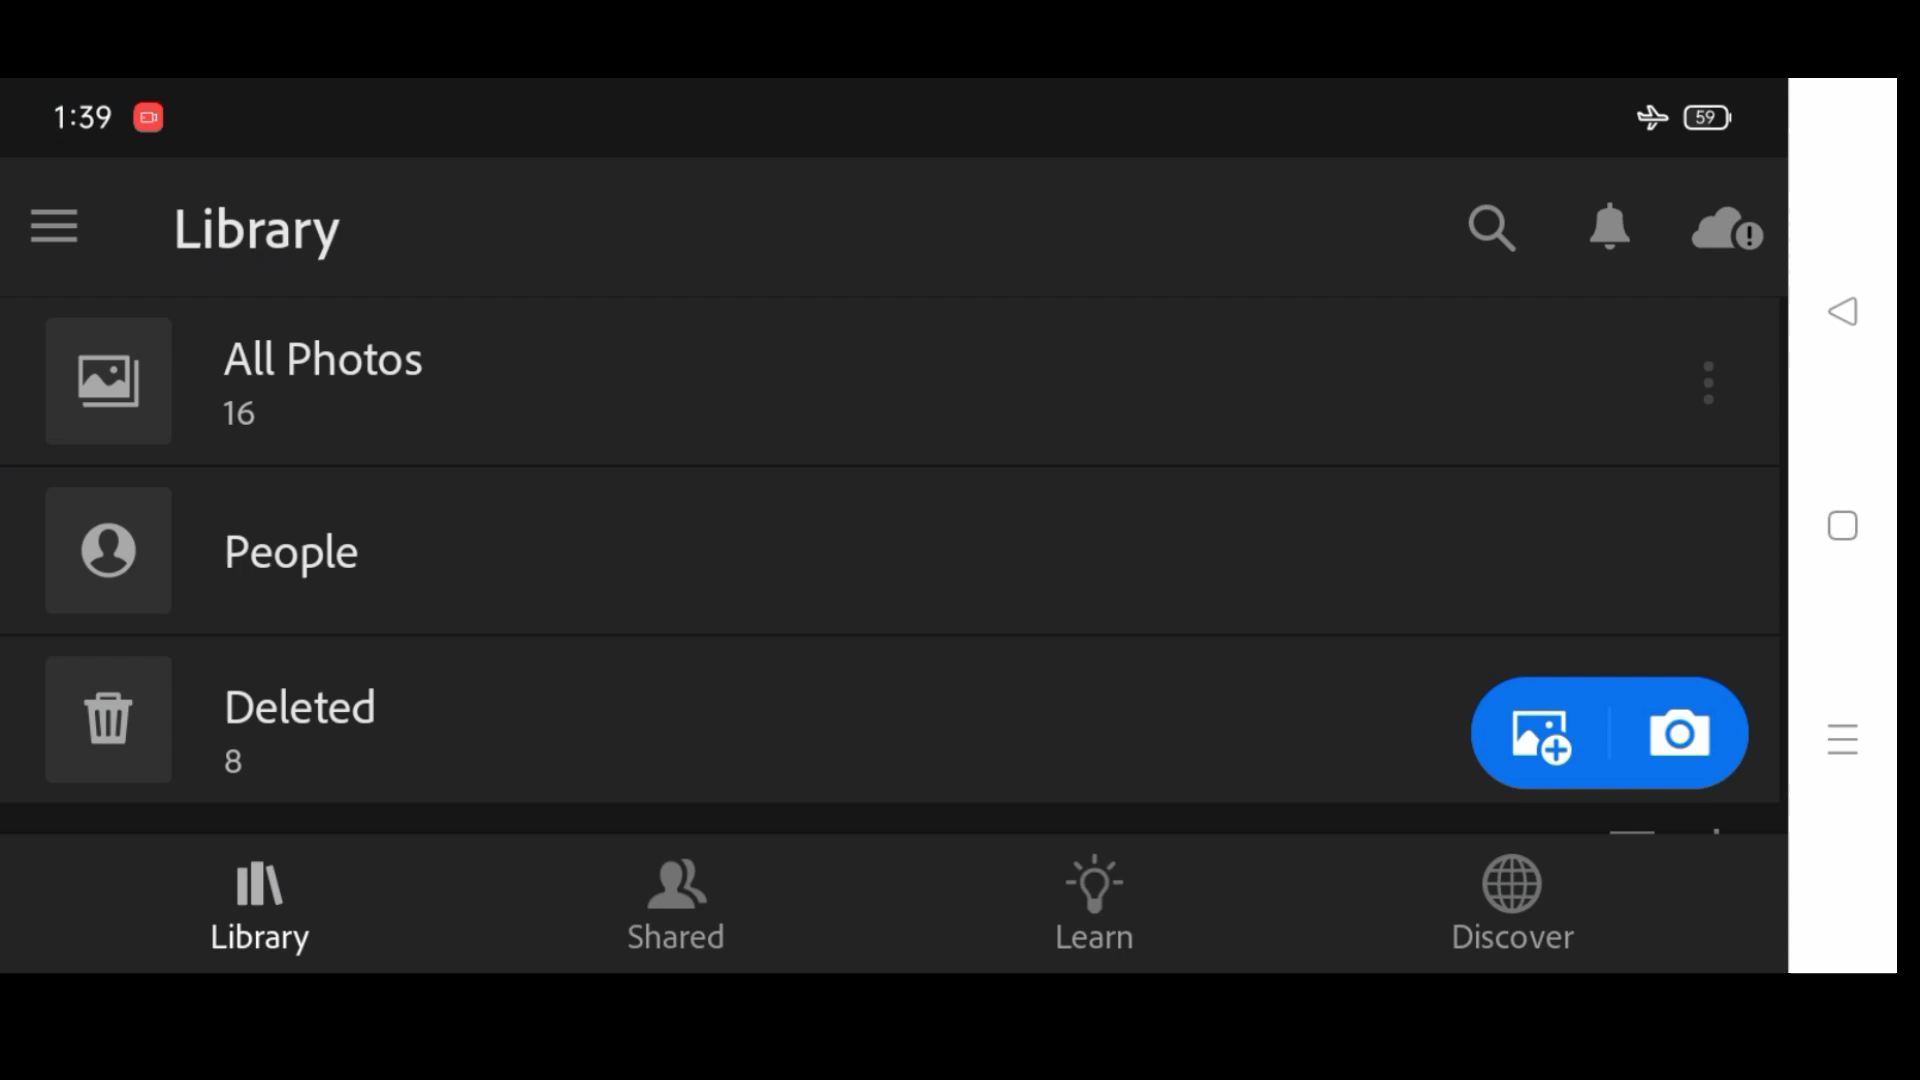 1:39
59
Library
All Photos
16
People
Deleted
8
Library
Shared
Learn
Discover